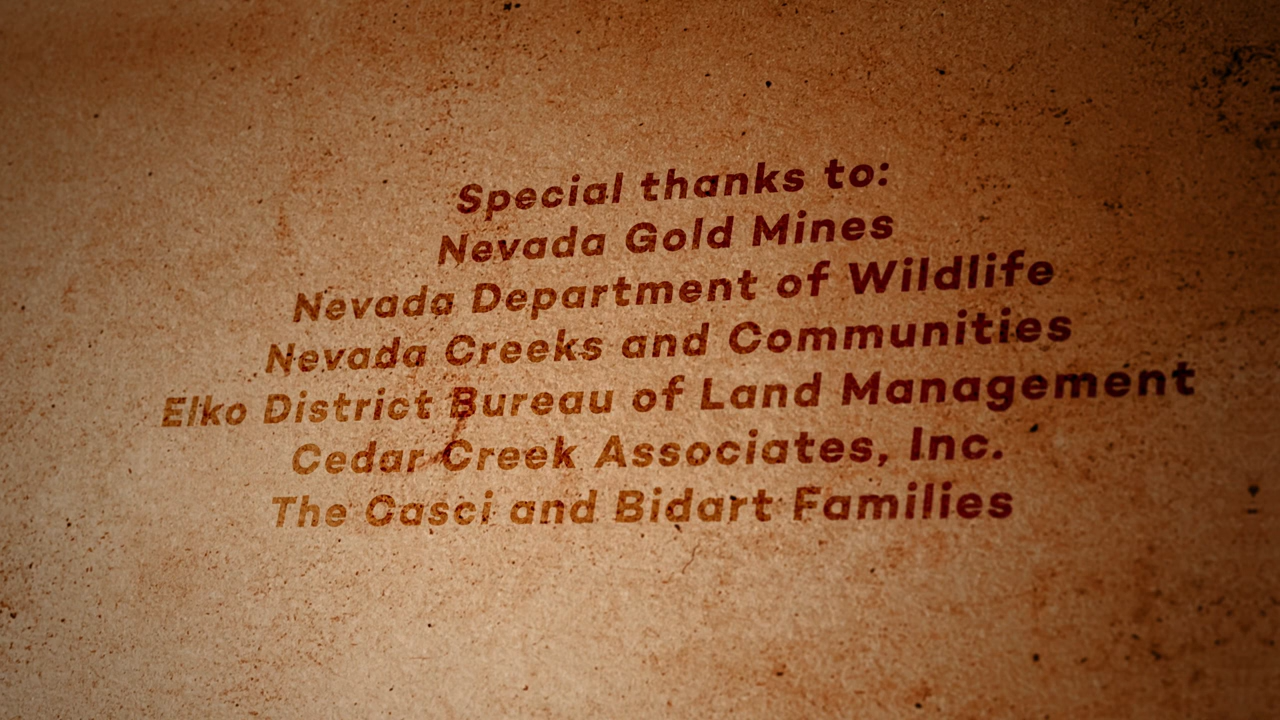 Special thanks to:
Nevada Gold Mines
Nevada Department of Wildlife
Nevada Creeks and Communities
Elko District Bureau of Land Management
Cedar Creek Associates, Inc.
The Casci and Bidart Families